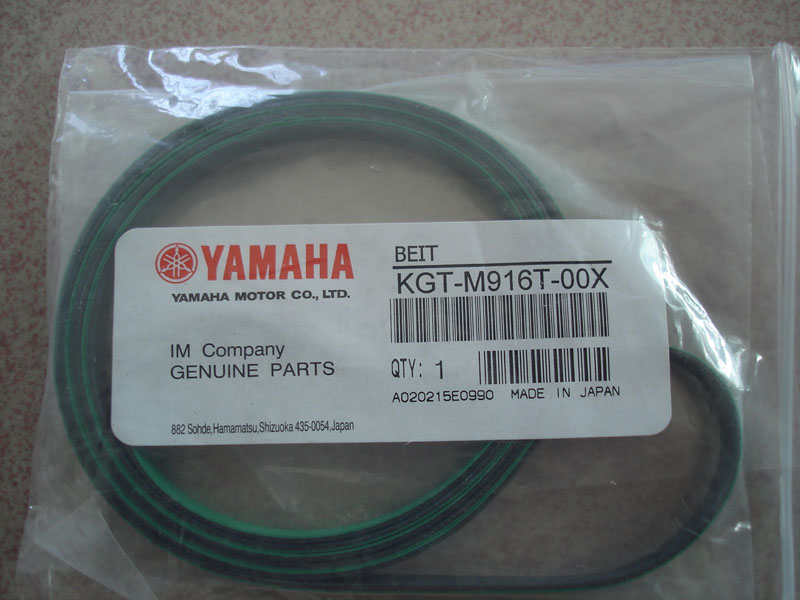 YAMAHA
YAMAHA MOTOR CO., LTD.
IM Company
GENUINE PARTS
882 Sohde,Hamamatsu,Shizuoka 435-0054,Japan
BEIT
KGT-M916T-00X
QTY: 1
A020215E0990 MADE IN JAPAN